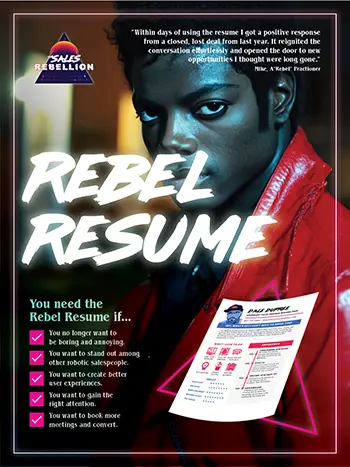 "Within days of using the resume I got a positive response
from a closed, lost deal from last year. It reignited the
conversation effortlessly and opened the door to new
opportunities I thought were long gone."
Mike, A"Rebel" Practioner
SALES
REBELLION
REBEL
RESUME
You need the
Rebel Resume if...
You no longer want to
be boring and annoying.
You want to stand out among
other robotic salespeople.
You want to create better
user experiences.
You want to gain the
right attention.
You want to book more
meetings and convert.
DALE DUPREE